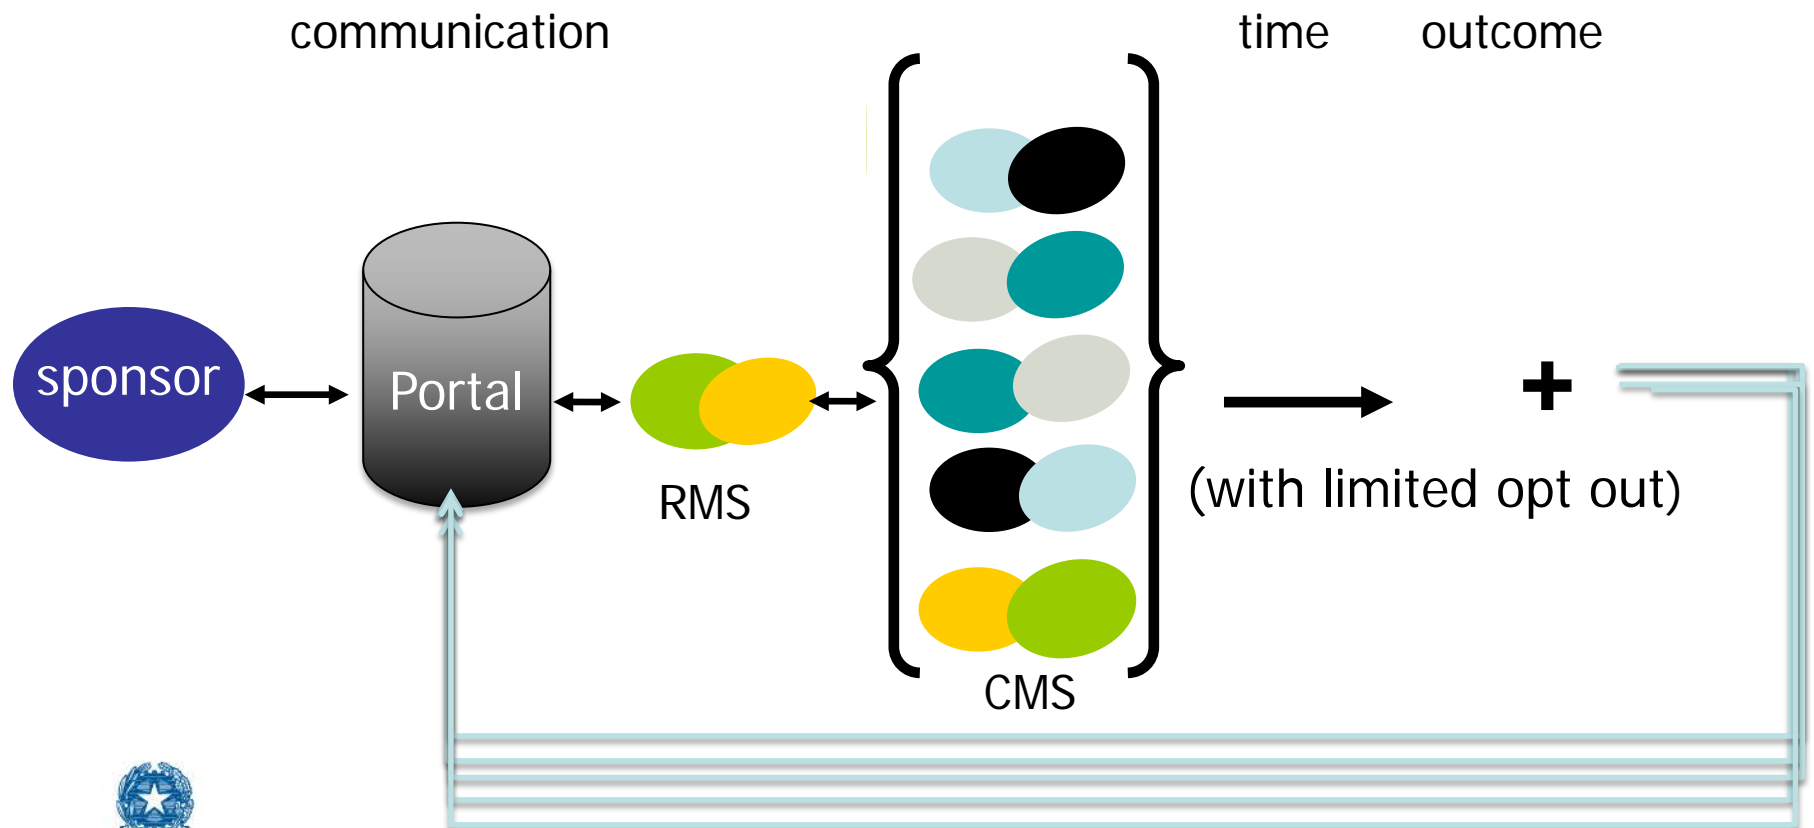 communication time outcome
sponsor
Portal
RMS
+
(with limited opt out)
CMS